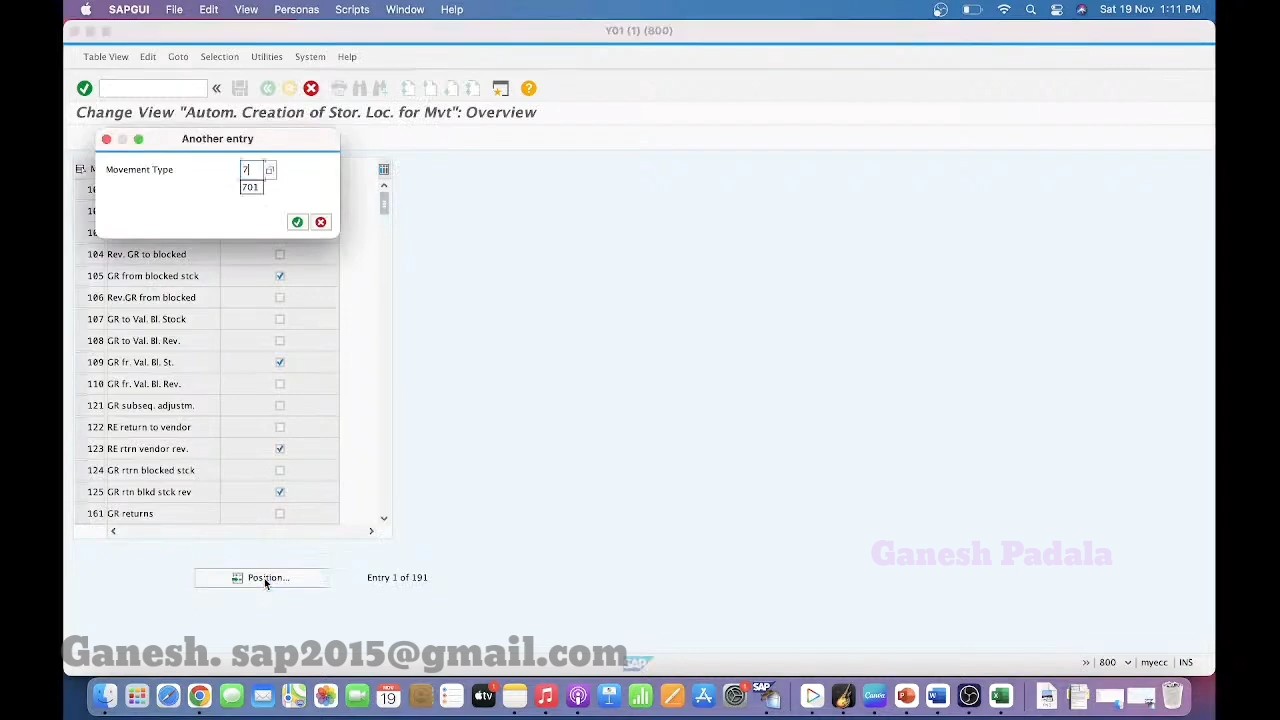 SAPGUI File Edit View Personas Scripts Window Help Sat 19 Nov 1:11 PM
Y01 (1) (800)
Table View Edit Goto Selection Utilities System Help
Change View "Autom. Creation of Stor. Loc. for Mvt": Overview
Another entry
Movement Type 7
701
104 Rev. GR to blocked
105 GR from blocked stck
106 Rev.GR from blocked
107 GR to Val. Bl. Stock
108 GR to Val. Bl. Rev.
109 GR fr. Val. Bl. St.
110 GR fr. Val. Bl. Rev.
121 GR subseq. adjustm.
122 RE return to vendor
123 RE rtrn vendor rev.
124 GR rtrn blocked stck
125 GR rtn blkd stck rev
161 GR returns
Ganesh Padala
Position... Entry 1 of 191
Ganesh. sap2015@gmail.com
SAP
800 myecc INS
NOV
19
tv
SAP